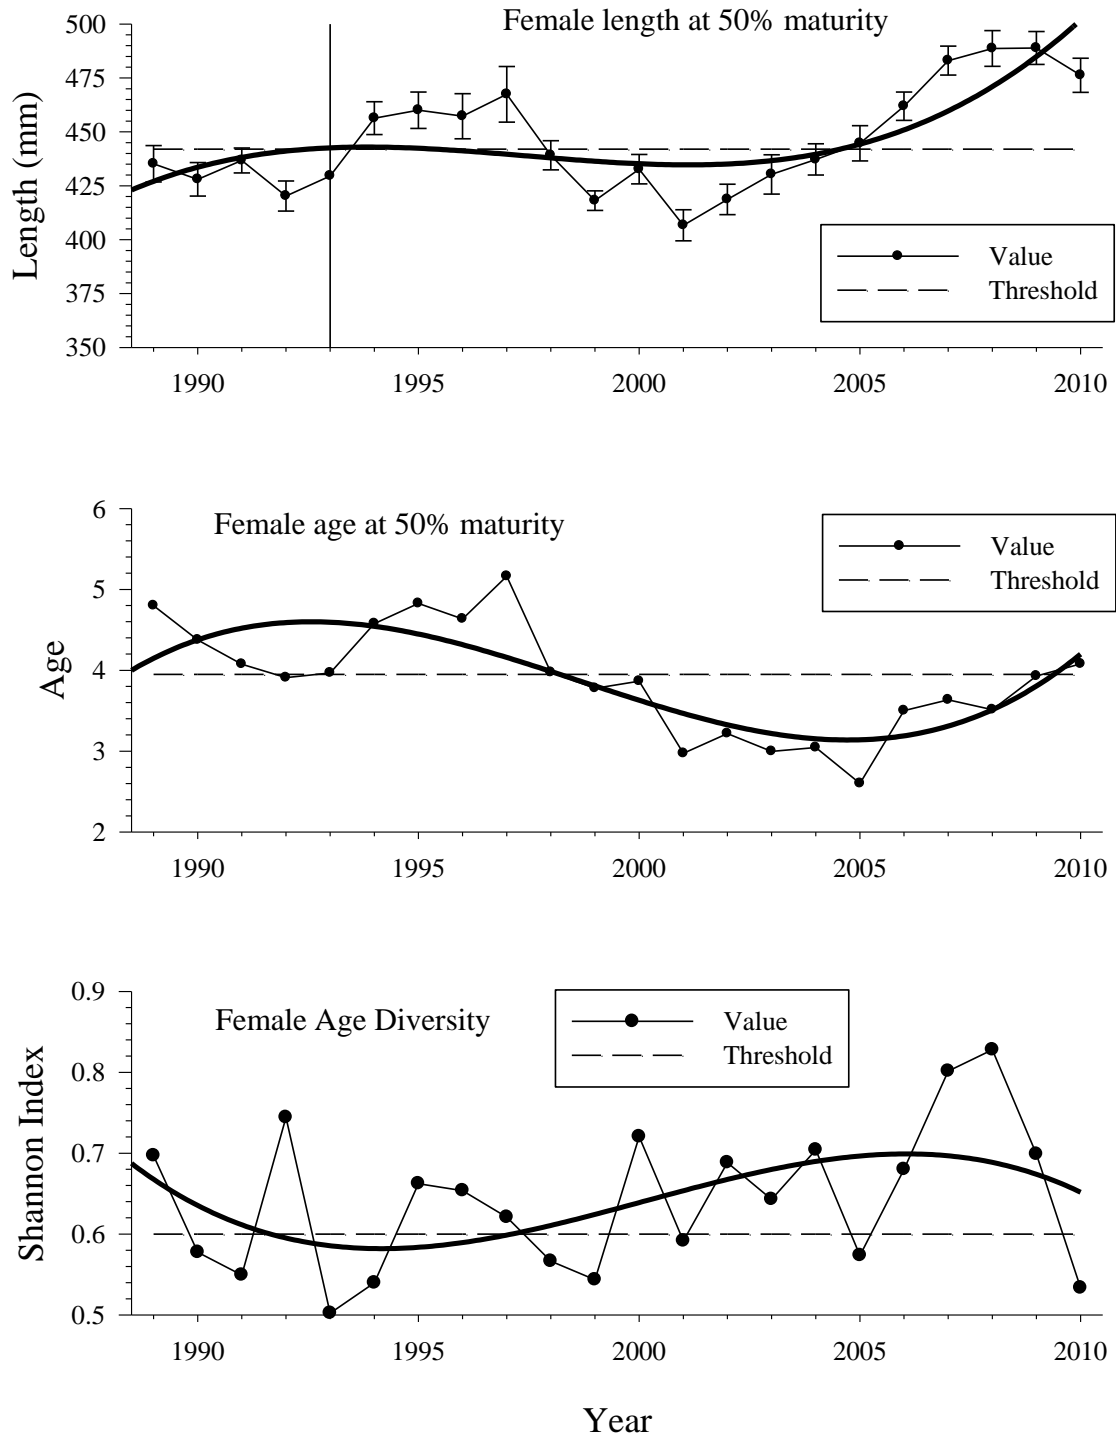 Female length at 50% maturity
Length (mm)
500
475
450
425
400
375
350
Value
Threshold
1990
1995
2000
2005
2010
Female age at 50% maturity
Age
6
5
4
3
2
Value
Threshold
1990
1995
2000
2005
2010
Female Age Diversity
Shannon Index
0.9
0.8
0.7
0.6
0.5
Value
Threshold
1990
1995
2000
2005
2010
Year